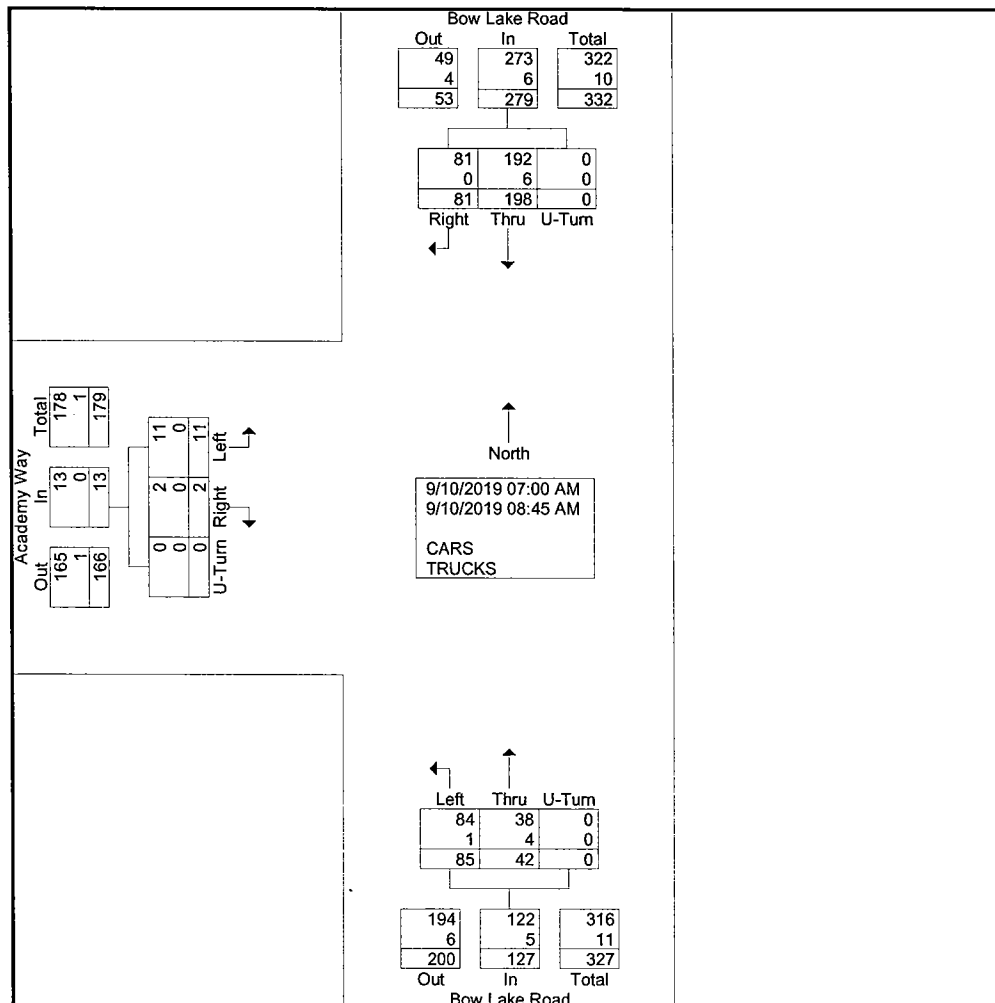 Bow Lake Road
Out In Total
49 273 322
4 6 10
53 279 332
81 192 0
0 6 0
81 198 0
Right Thru U-Turn
Academy Way
Out In Total
165 13 178
1 0 1
166 13 179
0 2 11
0 0 0
0 2 11
U-Turn Right Left
North
9/10/2019 07:00 AM
9/10/2019 08:45 AM
CARS
TRUCKS
Left Thru U-Turn
84 38 0
1 4 0
85 42 0
194 122 316
6 5 11
200 127 327
Out In Total
Bow Lake Road